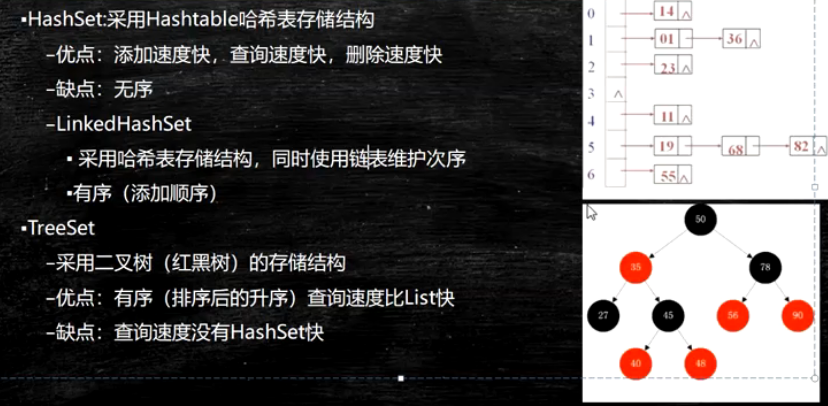 ▪HashSet:采用Hashtable哈希表存储结构
–优点：添加速度快，查询速度快，删除速度快
–缺点：无序
–LinkedHashSet
▪采用哈希表存储结构，同时使用链表维护次序
▪有序（添加顺序）
▪TreeSet
–采用二叉树（红黑树）的存储结构
–优点：有序（排序后的升序）查询速度比List快
–缺点：查询速度没有HashSet快
0 14 ^
1 01 36 ^
2 23 ^
3 ^
4 11 ^
5 19 68 82 ^
6 55 ^
50
35 78
27 45 56 90
40 48